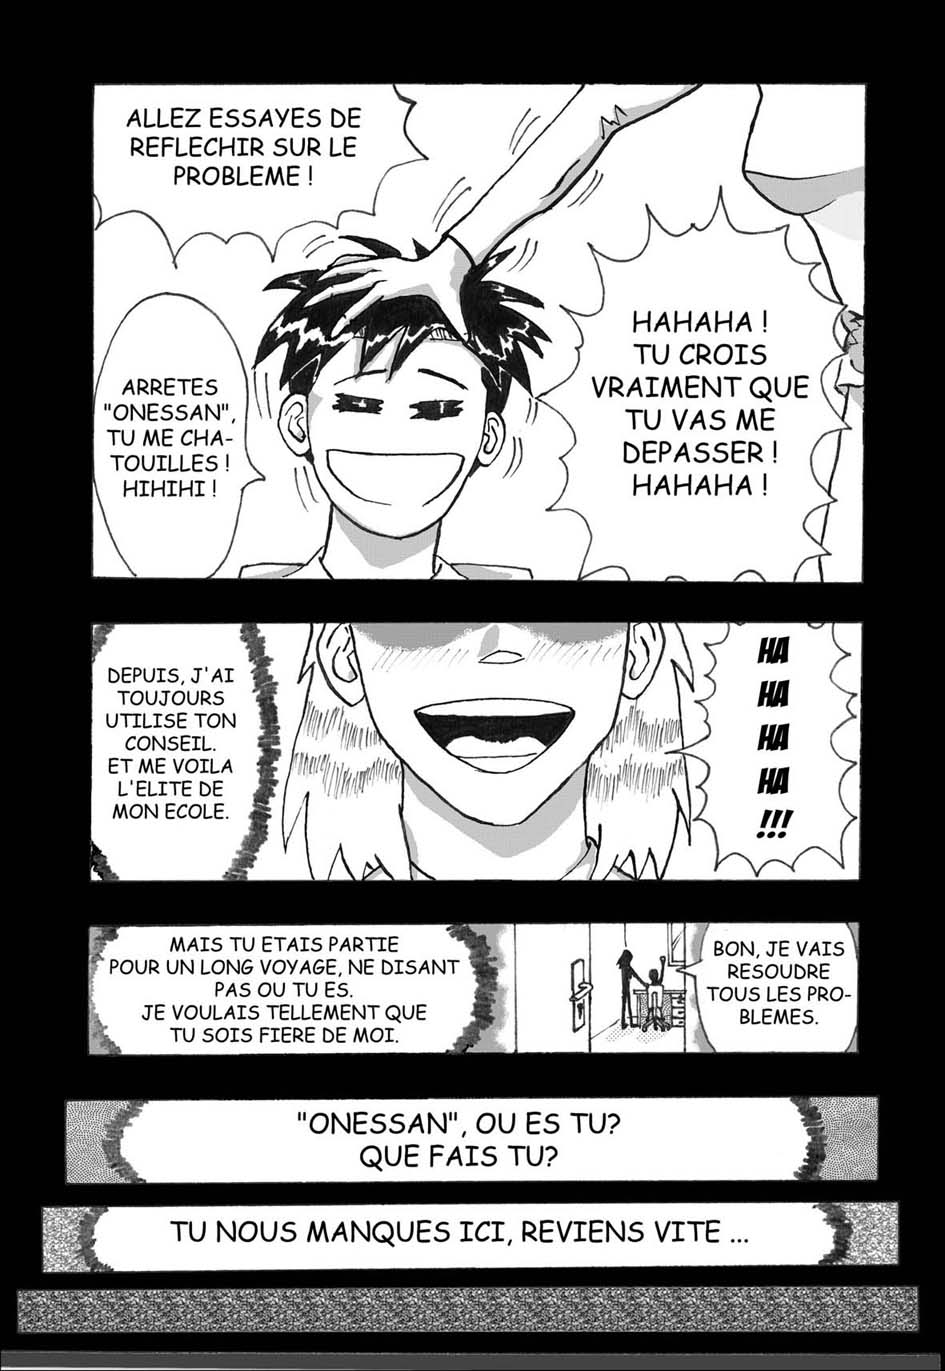 ALLEZ ESSAYES DE
REFLECHIR SUR LE
PROBLEME !
ARRETES
"ONESSAN",
TU ME CHA-
TOUILLES !
HIHIHI !
HAHAHA !
TU CROIS
VRAIMENT QUE
TU VAS ME
DEPASSER !
HAHAHA !
DEPUIS, J'AI
TOUJOURS
UTILISE TON
CONSEIL.
ET ME VOILA
L'ELITE DE
MON ECOLE.
HA
HA
HA
HA
!!!
MAIS TU ETAIS PARTIE
POUR UN LONG VOYAGE, NE DISANT
PAS OU TU ES.
JE VOULAIS TELLEMENT QUE
TU SOIS FIERE DE MOI.
BON, JE VAIS
RESOUDRE
TOUS LES PRO-
BLEMES.
"ONESSAN", OU ES TU?
QUE FAIS TU?
TU NOUS MANQUES ICI, REVIENS VITE ...